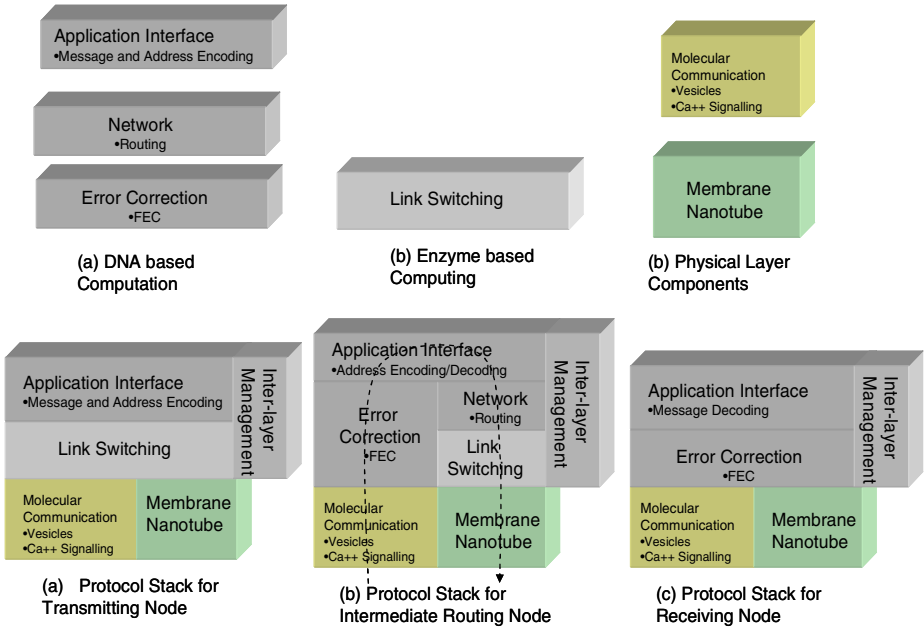 Application Interface
•Message and Address Encoding
Network
•Routing
Error Correction
•FEC
(a) DNA based
Computation
Link Switching
(b) Enzyme based
Computing
Molecular
Communication
•Vesicles
•Ca++ Signalling
Membrane
Nanotube
(b) Physical Layer
Components
Application Interface
•Message and Address Encoding
Link Switching
Inter-layer
Management
Molecular
Communication
•Vesicles
•Ca++ Signalling
Membrane
Nanotube
(a) Protocol Stack for
Transmitting Node
Application Interface
•Address Encoding/Decoding
Error
Correction
•FEC
Network
•Routing
Link
Switching
Inter-layer
Management
Molecular
Communication
•Vesicles
•Ca++ Signalling
Membrane
Nanotube
(b) Protocol Stack for
Intermediate Routing Node
Application Interface
•Message Decoding
Error Correction
•FEC
Inter-layer
Management
Molecular
Communication
•Vesicles
•Ca++ Signalling
Membrane
Nanotube
(c) Protocol Stack for
Receiving Node